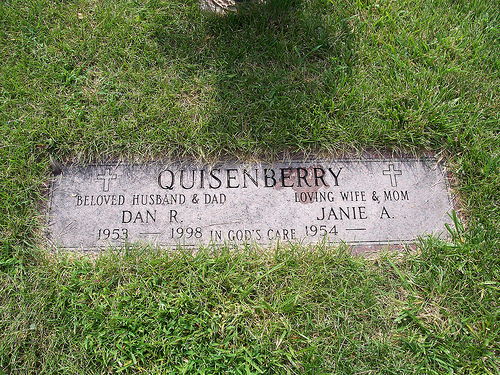 QUISENBERRY
BELOVED HUSBAND & DAD LOVING WIFE & MOM
DAN R. JANIE A.
1953 — 1998 IN GOD'S CARE 1954 —